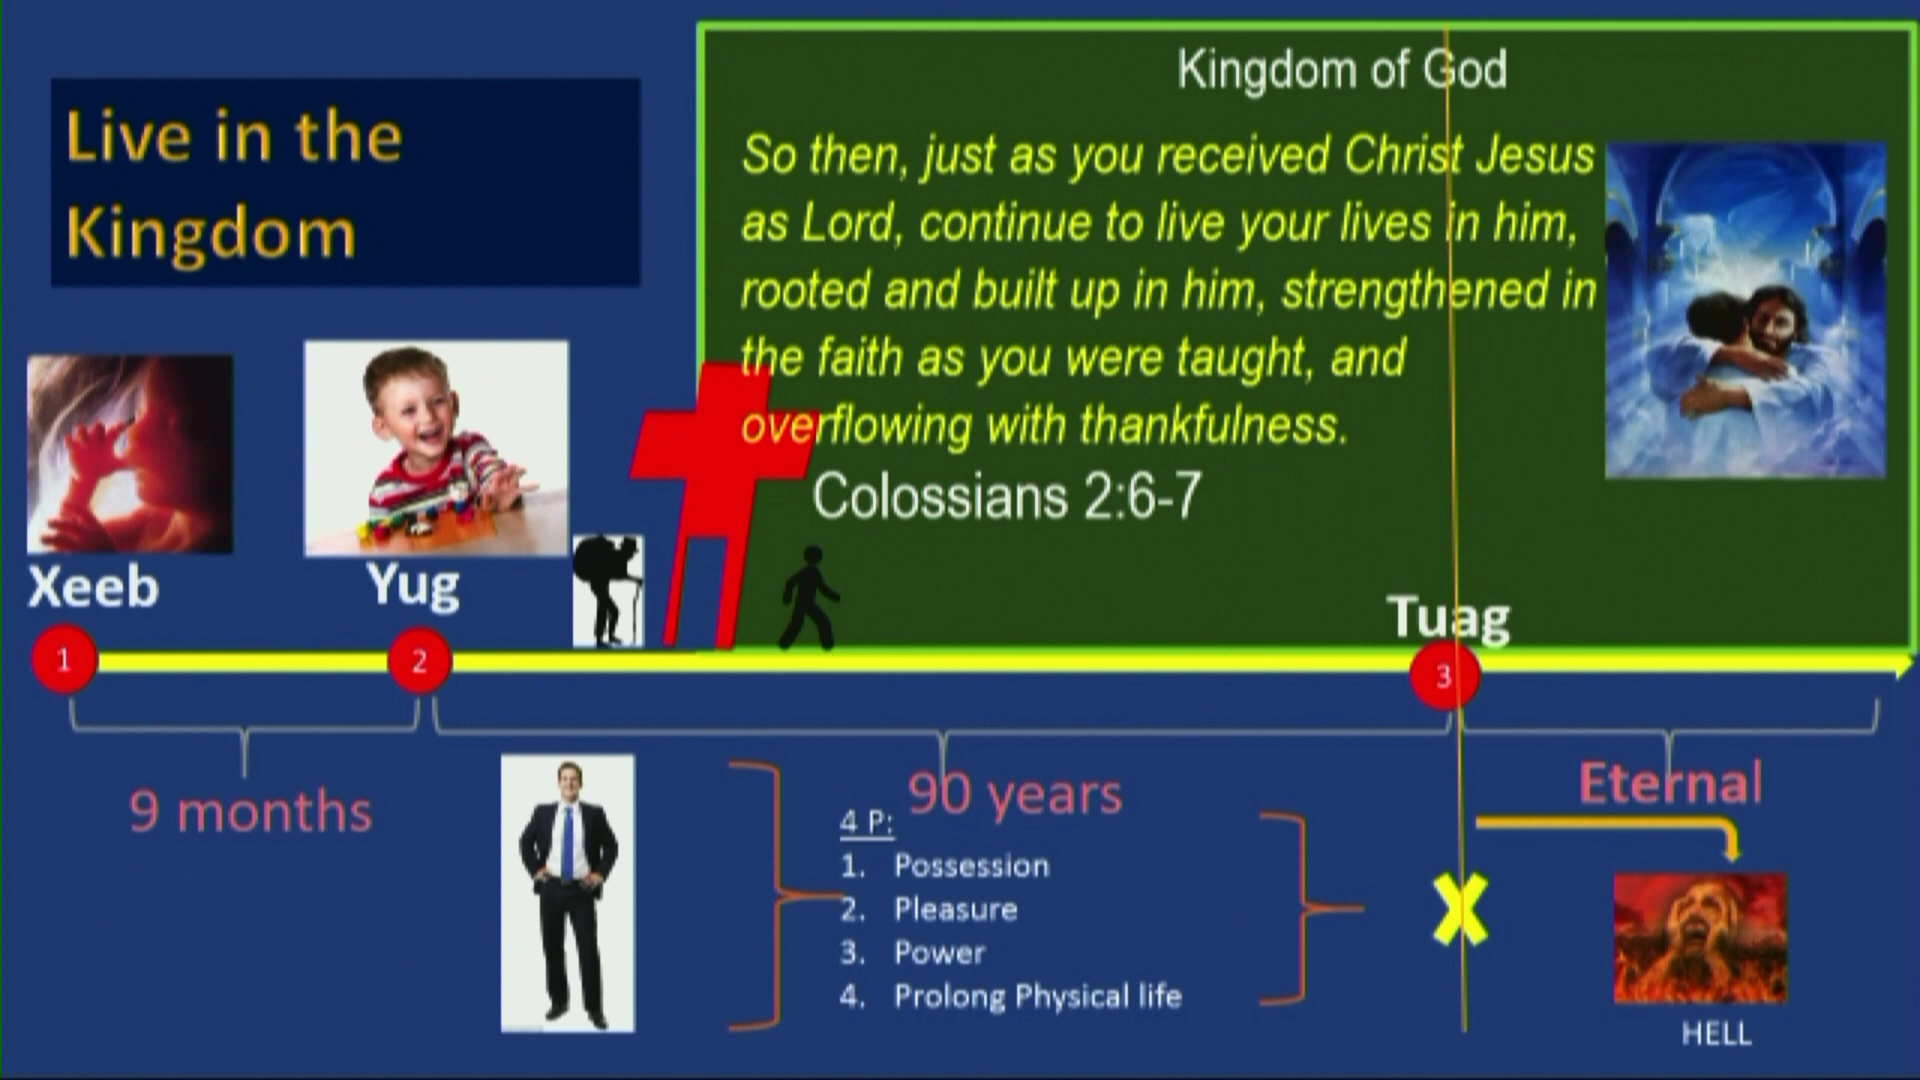 Live in the
Kingdom
Kingdom of God
So then, just as you received Christ Jesus
as Lord, continue to live your lives in him,
rooted and built up in him, strengthened in
the faith as you were taught, and
overflowing with thankfulness.
Colossians 2:6-7
Xeeb
Yug
Tuag
1
2
3
9 months
90 years
Eternal
4 P:
1. Possession
2. Pleasure
3. Power
4. Prolong Physical life
X
HELL